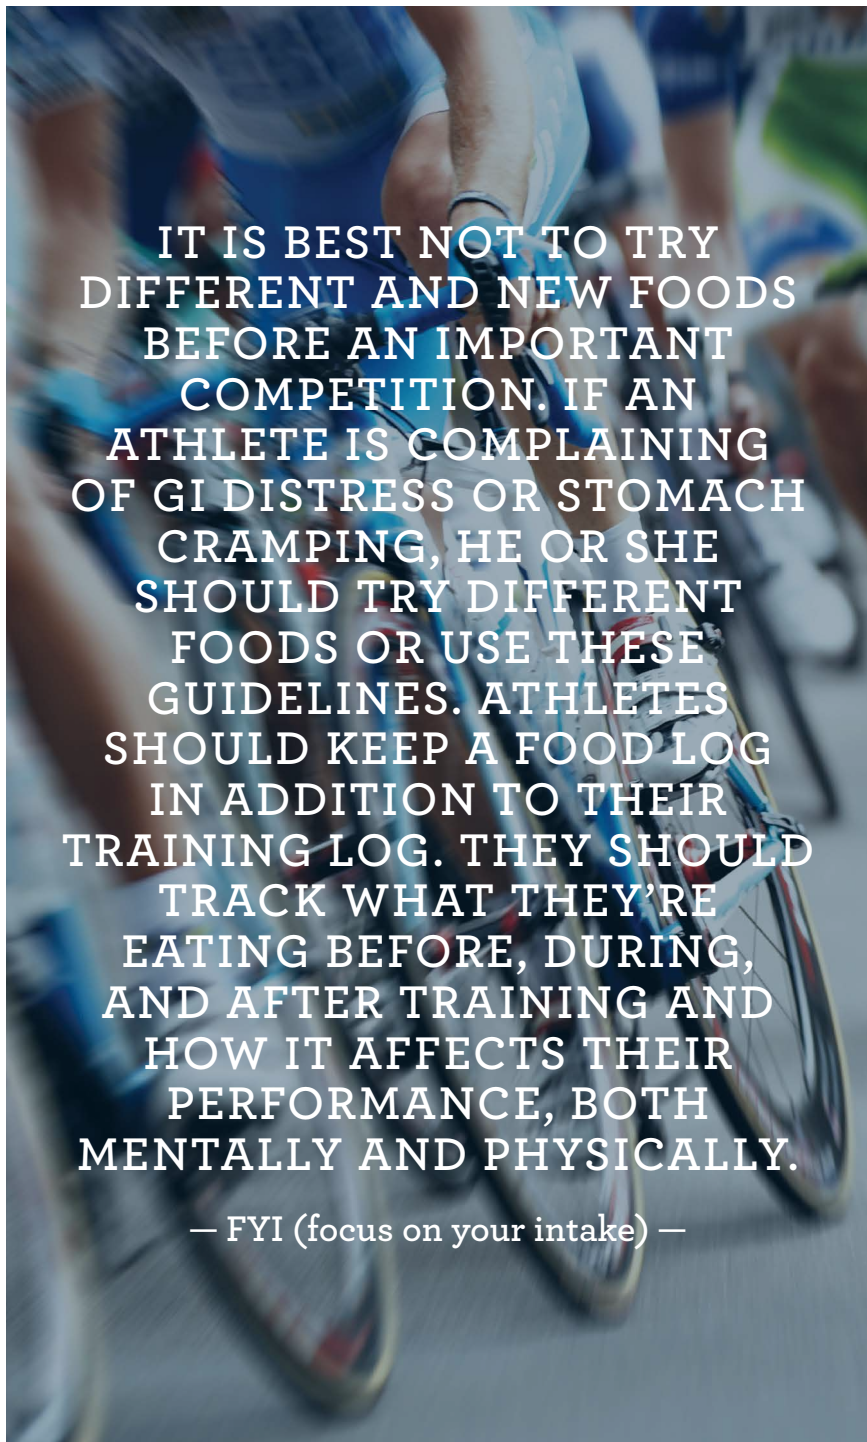 IT IS BEST NOT TO TRY
DIFFERENT AND NEW FOODS
BEFORE AN IMPORTANT
COMPETITION. IF AN
ATHLETE IS COMPLAINING
OF GI DISTRESS OR STOMACH
CRAMPING, HE OR SHE
SHOULD TRY DIFFERENT
FOODS OR USE THESE
GUIDELINES. ATHLETES
SHOULD KEEP A FOOD LOG
IN ADDITION TO THEIR
TRAINING LOG. THEY SHOULD
TRACK WHAT THEY’RE
EATING BEFORE, DURING,
AND AFTER TRAINING AND
HOW IT AFFECTS THEIR
PERFORMANCE, BOTH
MENTALLY AND PHYSICALLY.
— FYI (focus on your intake) —